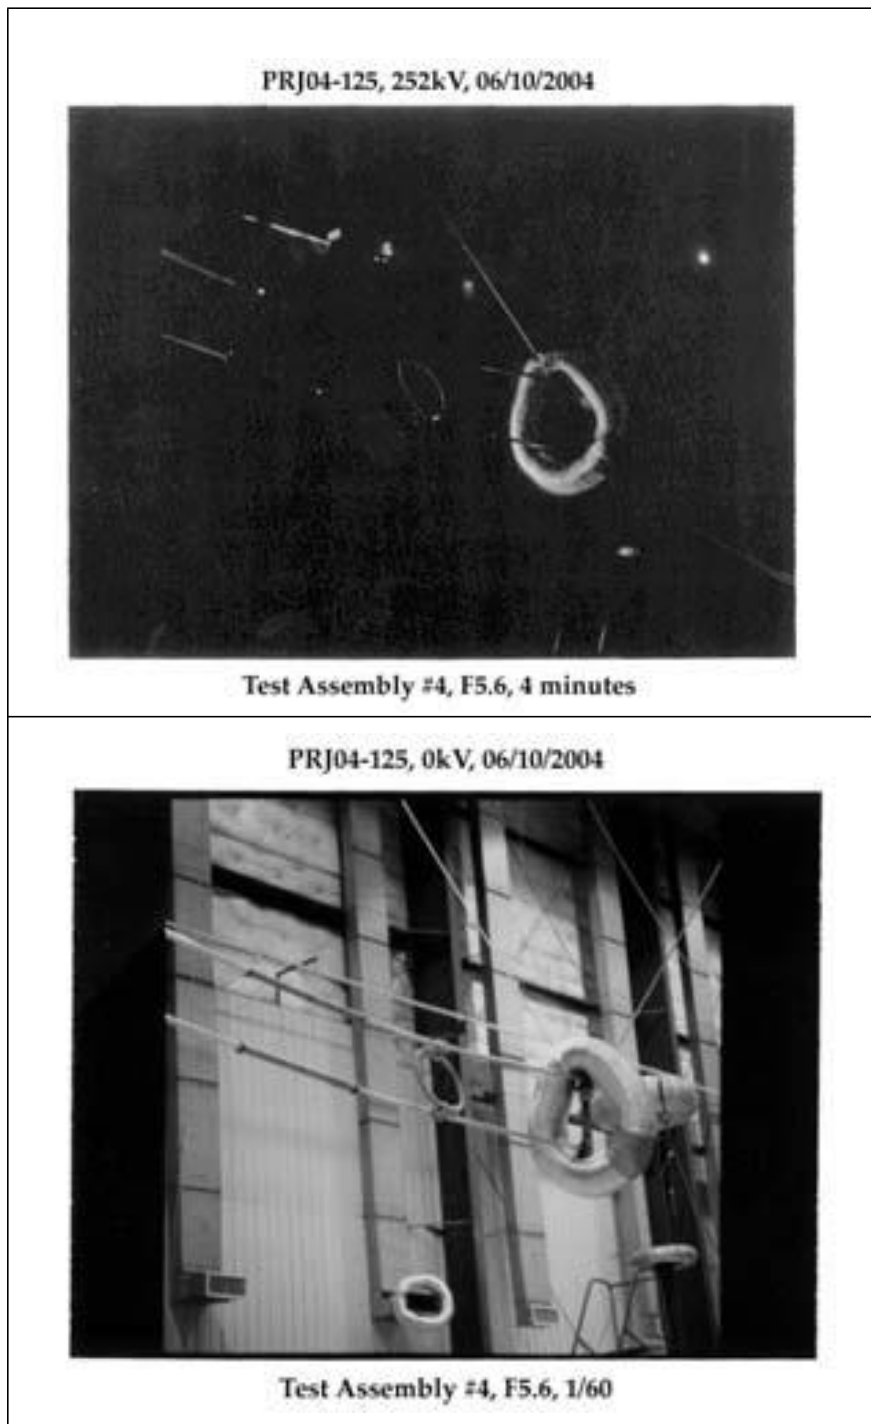 PRJ04-125, 252kV, 06/10/2004
Test Assembly #4, F5.6, 4 minutes
PRJ04-125, 0kV, 06/10/2004
Test Assembly #4, F5.6, 1/60